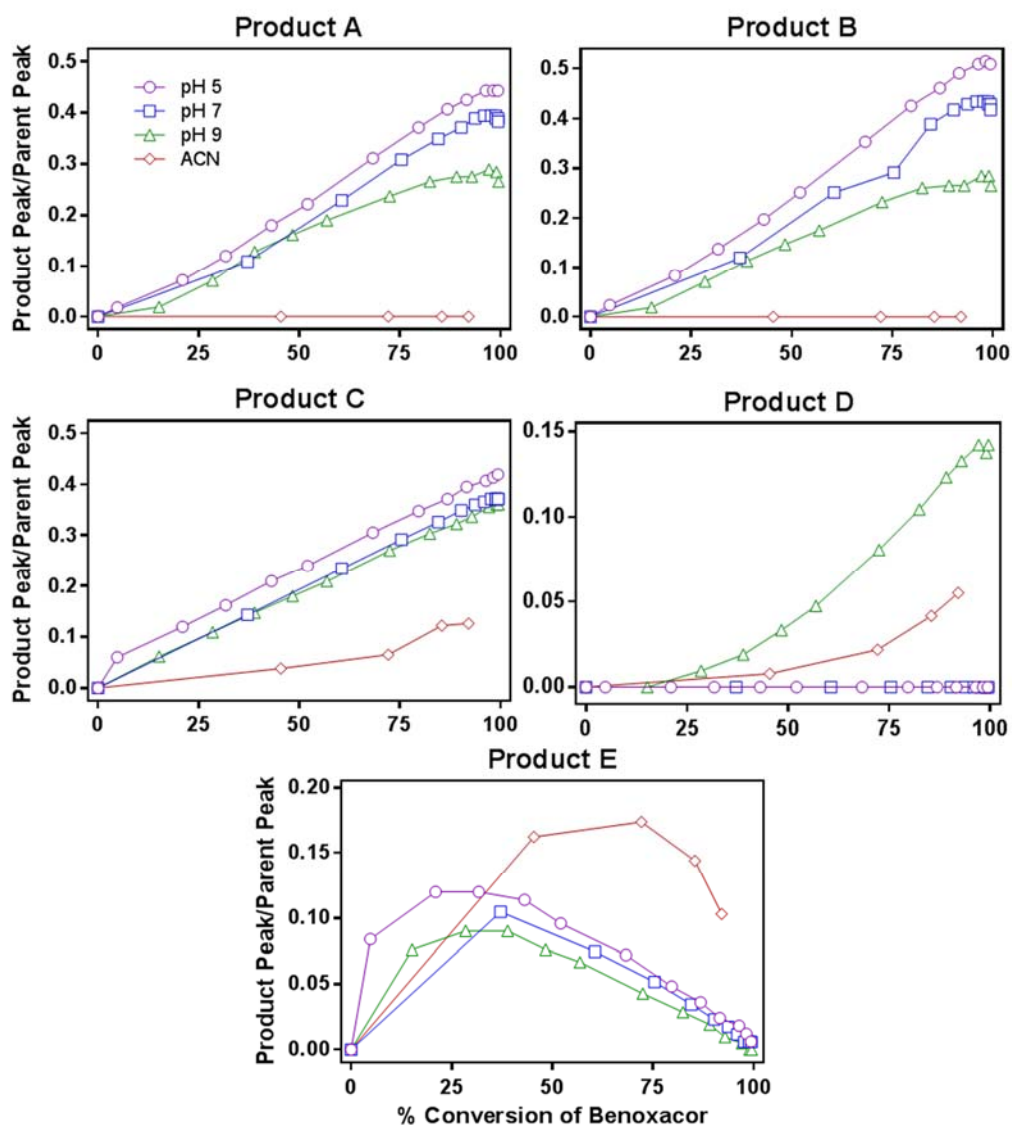 Product A
Product B
Product Peak/Parent Peak
0.5
0.4
0.3
0.2
0.1
0.0
pH 5
pH 7
pH 9
ACN
0 25 50 75 100
0.5
0.4
0.3
0.2
0.1
0.0
0 25 50 75 100
Product C
Product D
Product Peak/Parent Peak
0.5
0.4
0.3
0.2
0.1
0.0
0 25 50 75 100
0.15
0.10
0.05
0.00
0 25 50 75 100
Product E
Product Peak/Parent Peak
0.20
0.15
0.10
0.05
0.00
0 25 50 75 100
% Conversion of Benoxacor